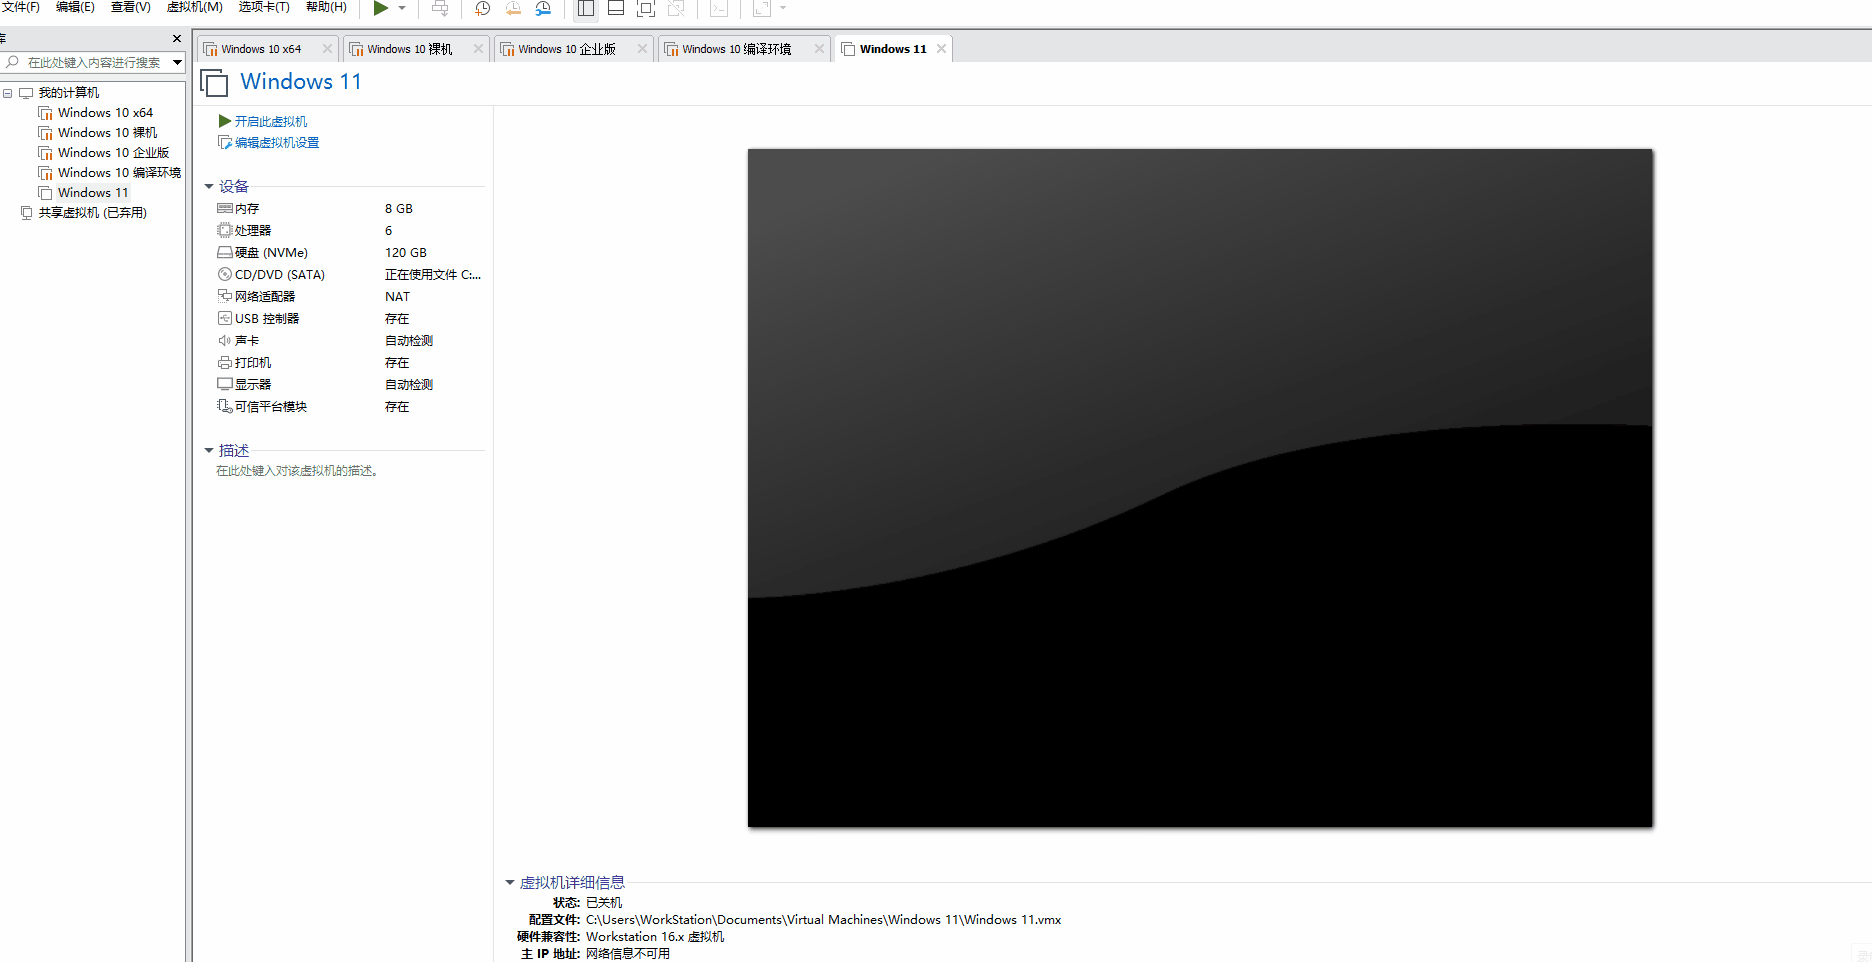 文件(F) 编辑(E) 查看(V) 虚拟机(M) 选项卡(T) 帮助(H)
库
在此处键入内容进行搜索
我的计算机
Windows 10 x64
Windows 10 裸机
Windows 10 企业版
Windows 10 编译环境
Windows 11
共享虚拟机 (已弃用)
Windows 10 x64 Windows 10 裸机 Windows 10 企业版 Windows 10 编译环境 Windows 11
Windows 11
开启此虚拟机
编辑虚拟机设置
设备
内存 8 GB
处理器 6
硬盘 (NVMe) 120 GB
CD/DVD (SATA) 正在使用文件 C:...
网络适配器 NAT
USB 控制器 存在
声卡 自动检测
打印机 存在
显示器 自动检测
可信平台模块 存在
描述
在此处键入对该虚拟机的描述。
虚拟机详细信息
状态: 已关机
配置文件: C:\Users\WorkStation\Documents\Virtual Machines\Windows 11\Windows 11.vmx
硬件兼容性: Workstation 16.x 虚拟机
主 IP 地址: 网络信息不可用